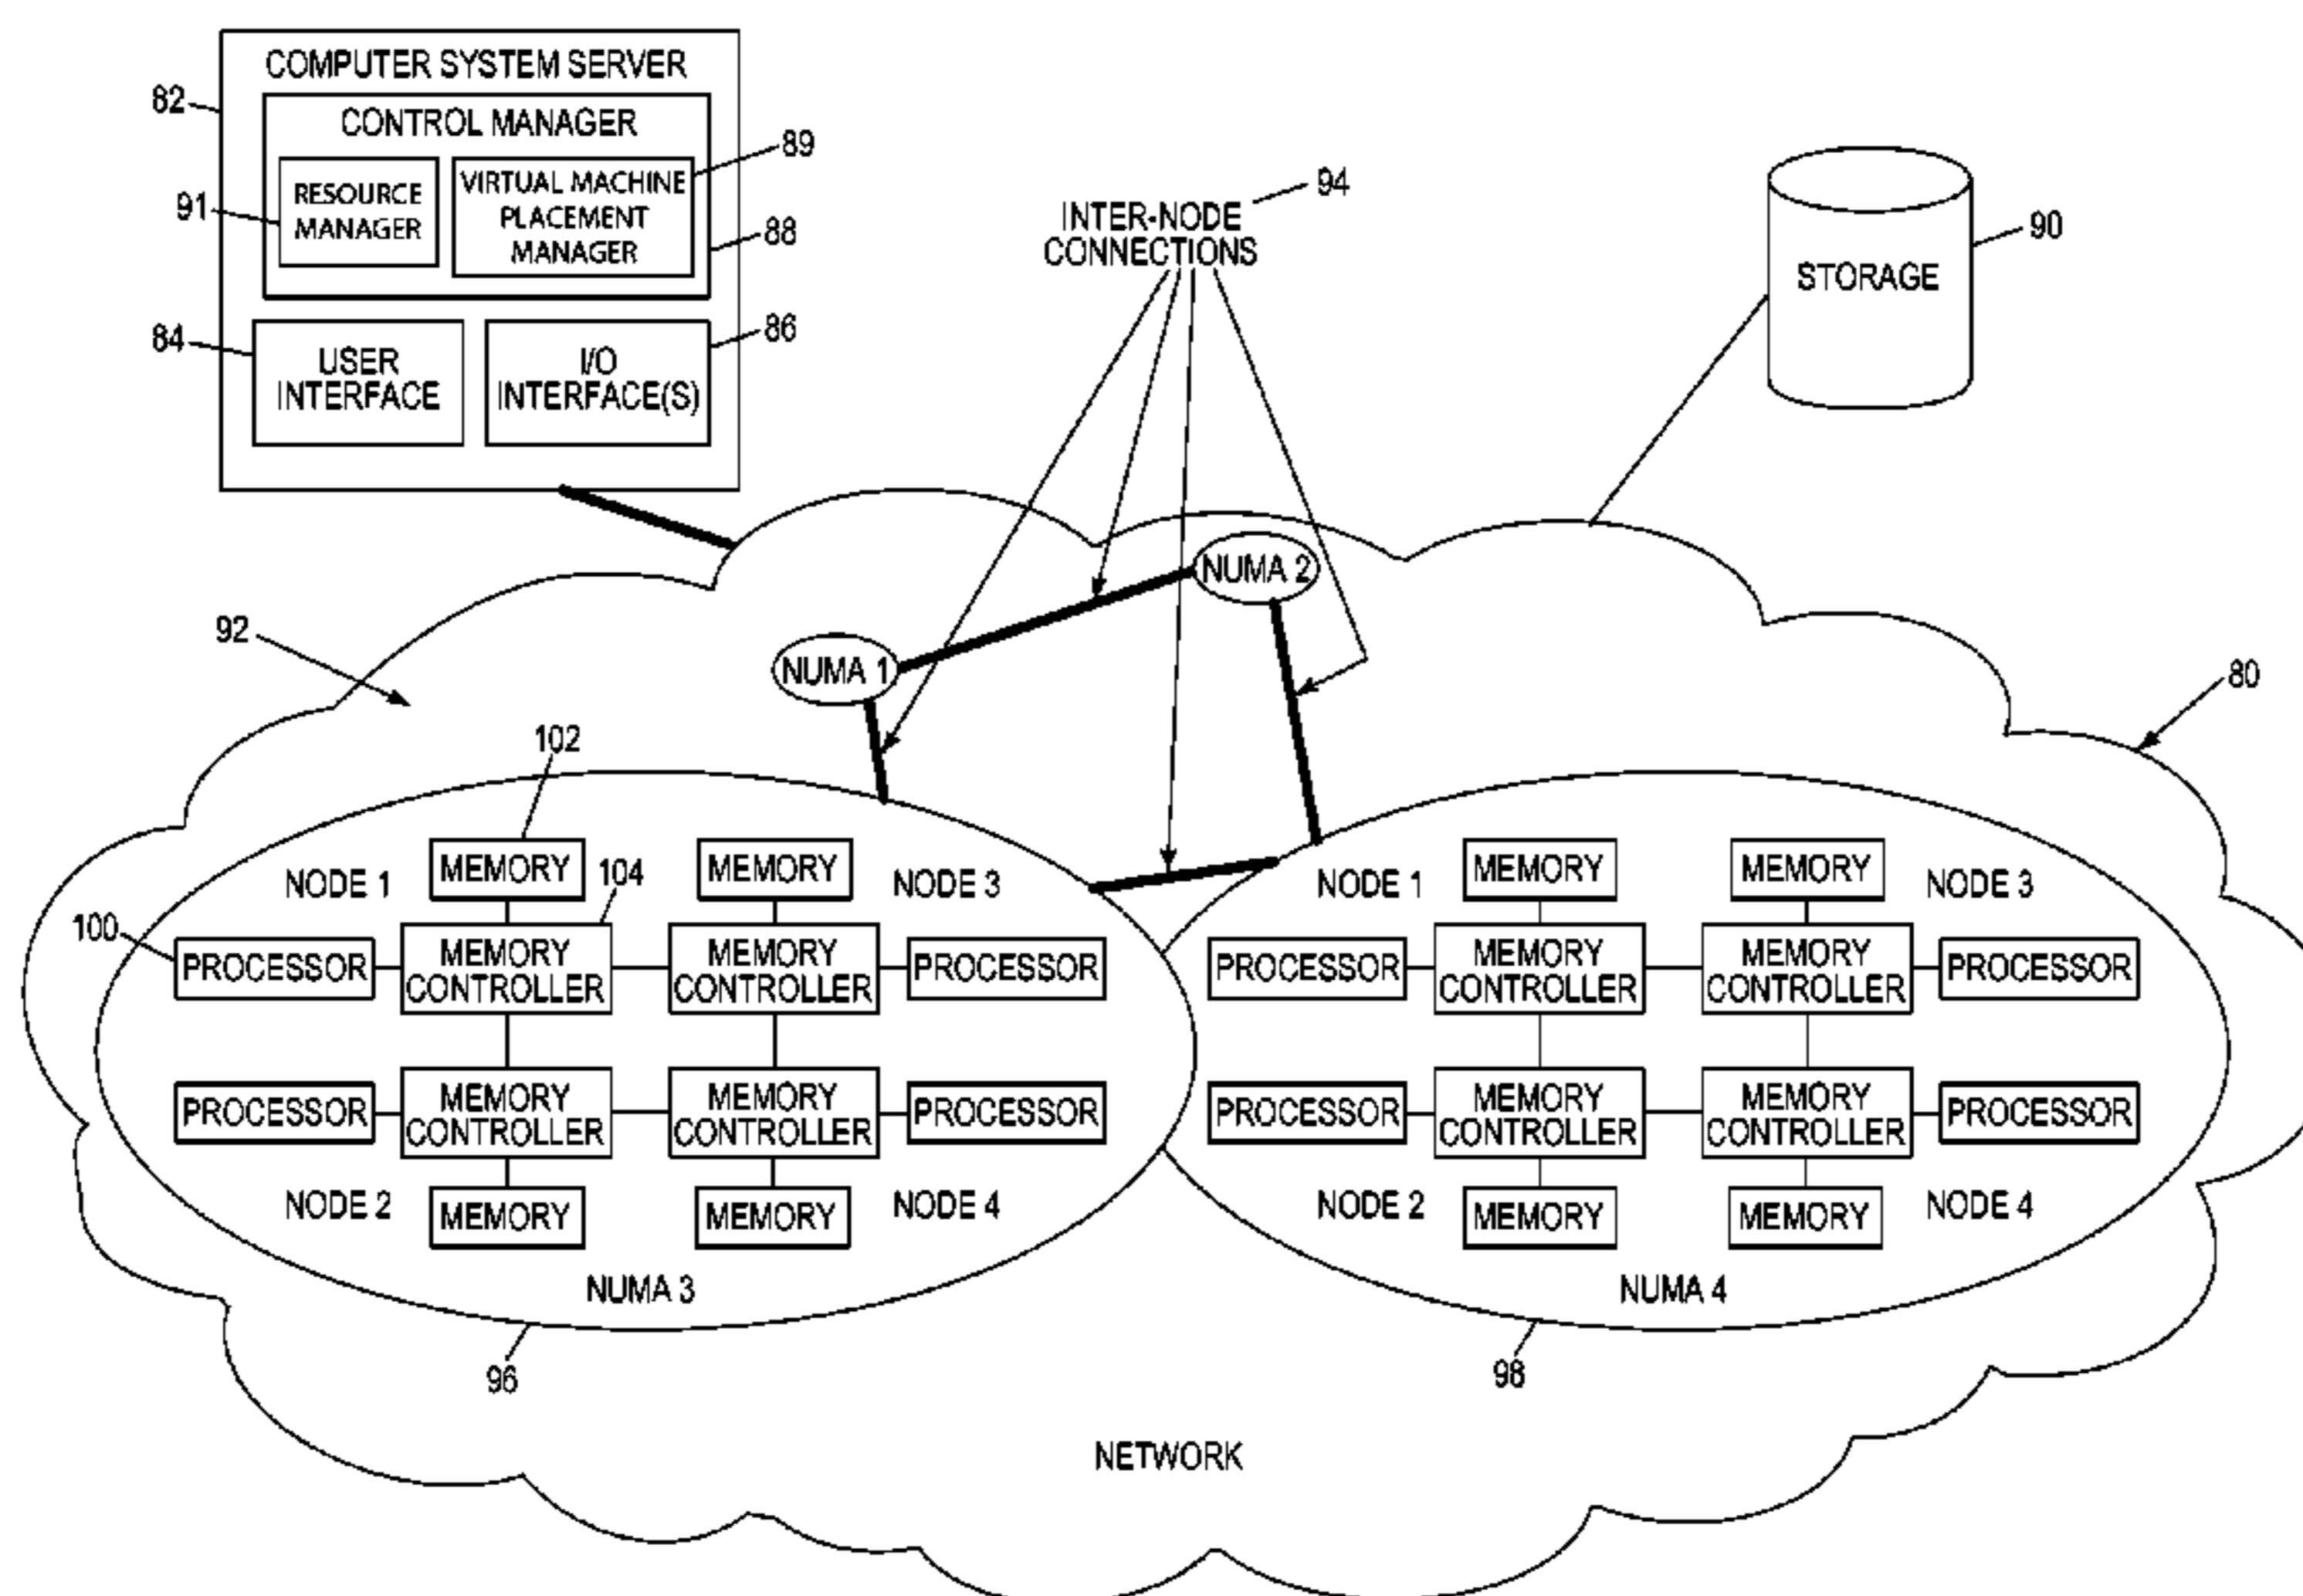 COMPUTER SYSTEM SERVER
82
CONTROL MANAGER
89
RESOURCE
MANAGER
91
VIRTUAL MACHINE
PLACEMENT
MANAGER
88
84
USER
INTERFACE
I/O
INTERFACE(S)
86
94
INTER-NODE
CONNECTIONS
90
STORAGE
92
NUMA 1
NUMA 2
80
102
NODE 1
MEMORY
104
MEMORY
NODE 3
100
PROCESSOR
MEMORY
CONTROLLER
MEMORY
CONTROLLER
PROCESSOR
PROCESSOR
MEMORY
CONTROLLER
MEMORY
CONTROLLER
PROCESSOR
NODE 2
MEMORY
MEMORY
NODE 4
NUMA 3
96
NODE 1
MEMORY
MEMORY
NODE 3
PROCESSOR
MEMORY
CONTROLLER
MEMORY
CONTROLLER
PROCESSOR
PROCESSOR
MEMORY
CONTROLLER
MEMORY
CONTROLLER
PROCESSOR
NODE 2
MEMORY
MEMORY
NODE 4
NUMA 4
98
NETWORK